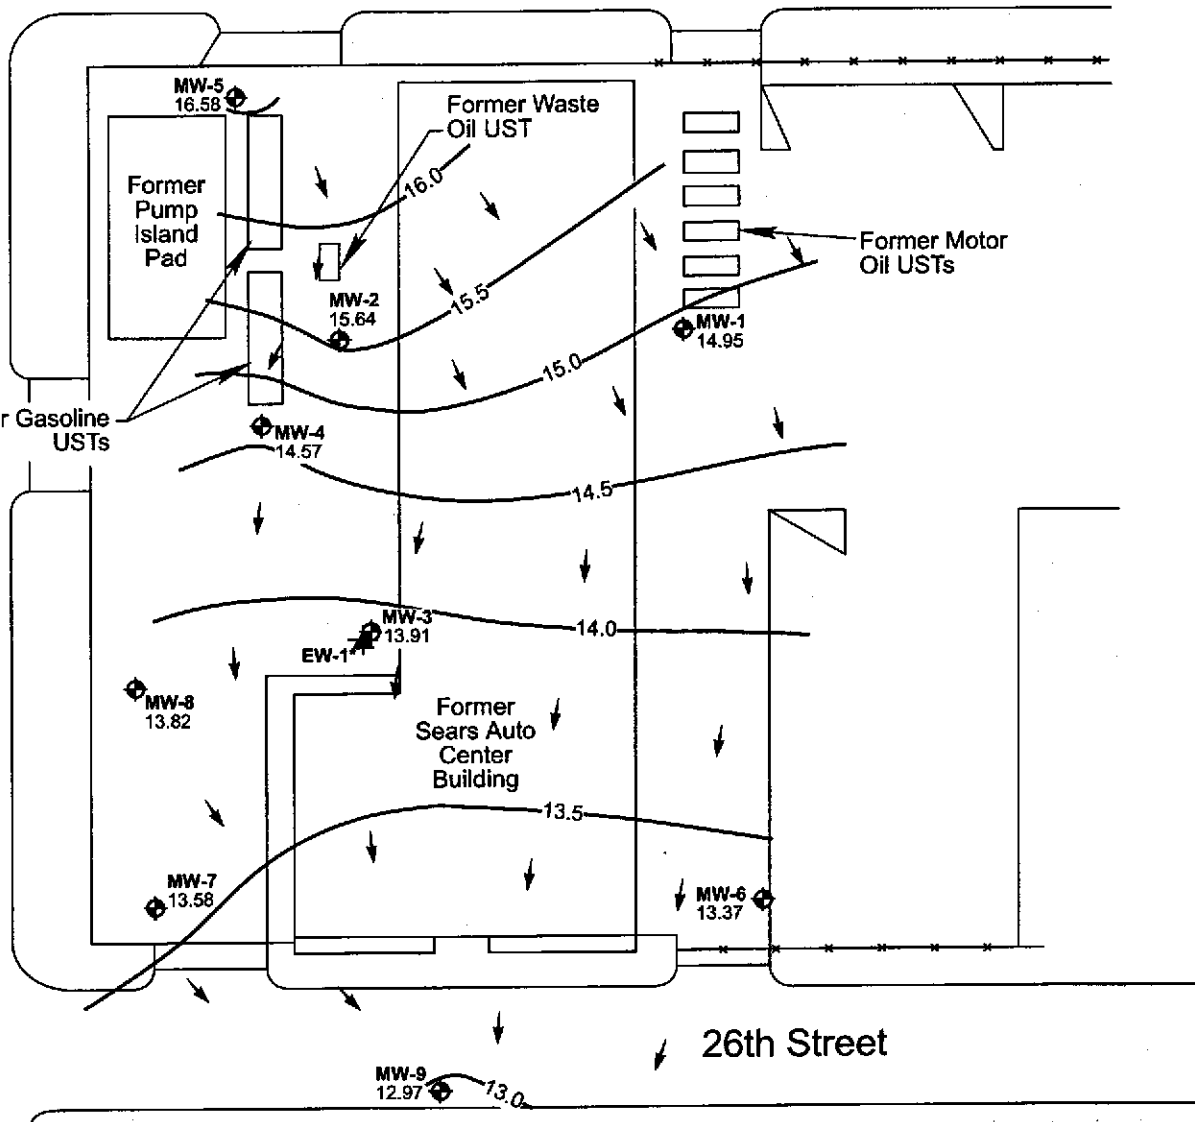 MW-5
16.58
Former Waste
Oil UST
16.0
Former
Pump
Island
Pad
Former Motor
Oil USTs
MW-2
15.64
15.5
MW-1
14.95
15.0
r Gasoline
USTs
MW-4
14.57
14.5
MW-3
13.91
14.0
EW-1*
MW-8
13.82
Former
Sears Auto
Center
Building
13.5
MW-7
13.58
MW-6
13.37
26th Street
MW-9
12.97
13.0